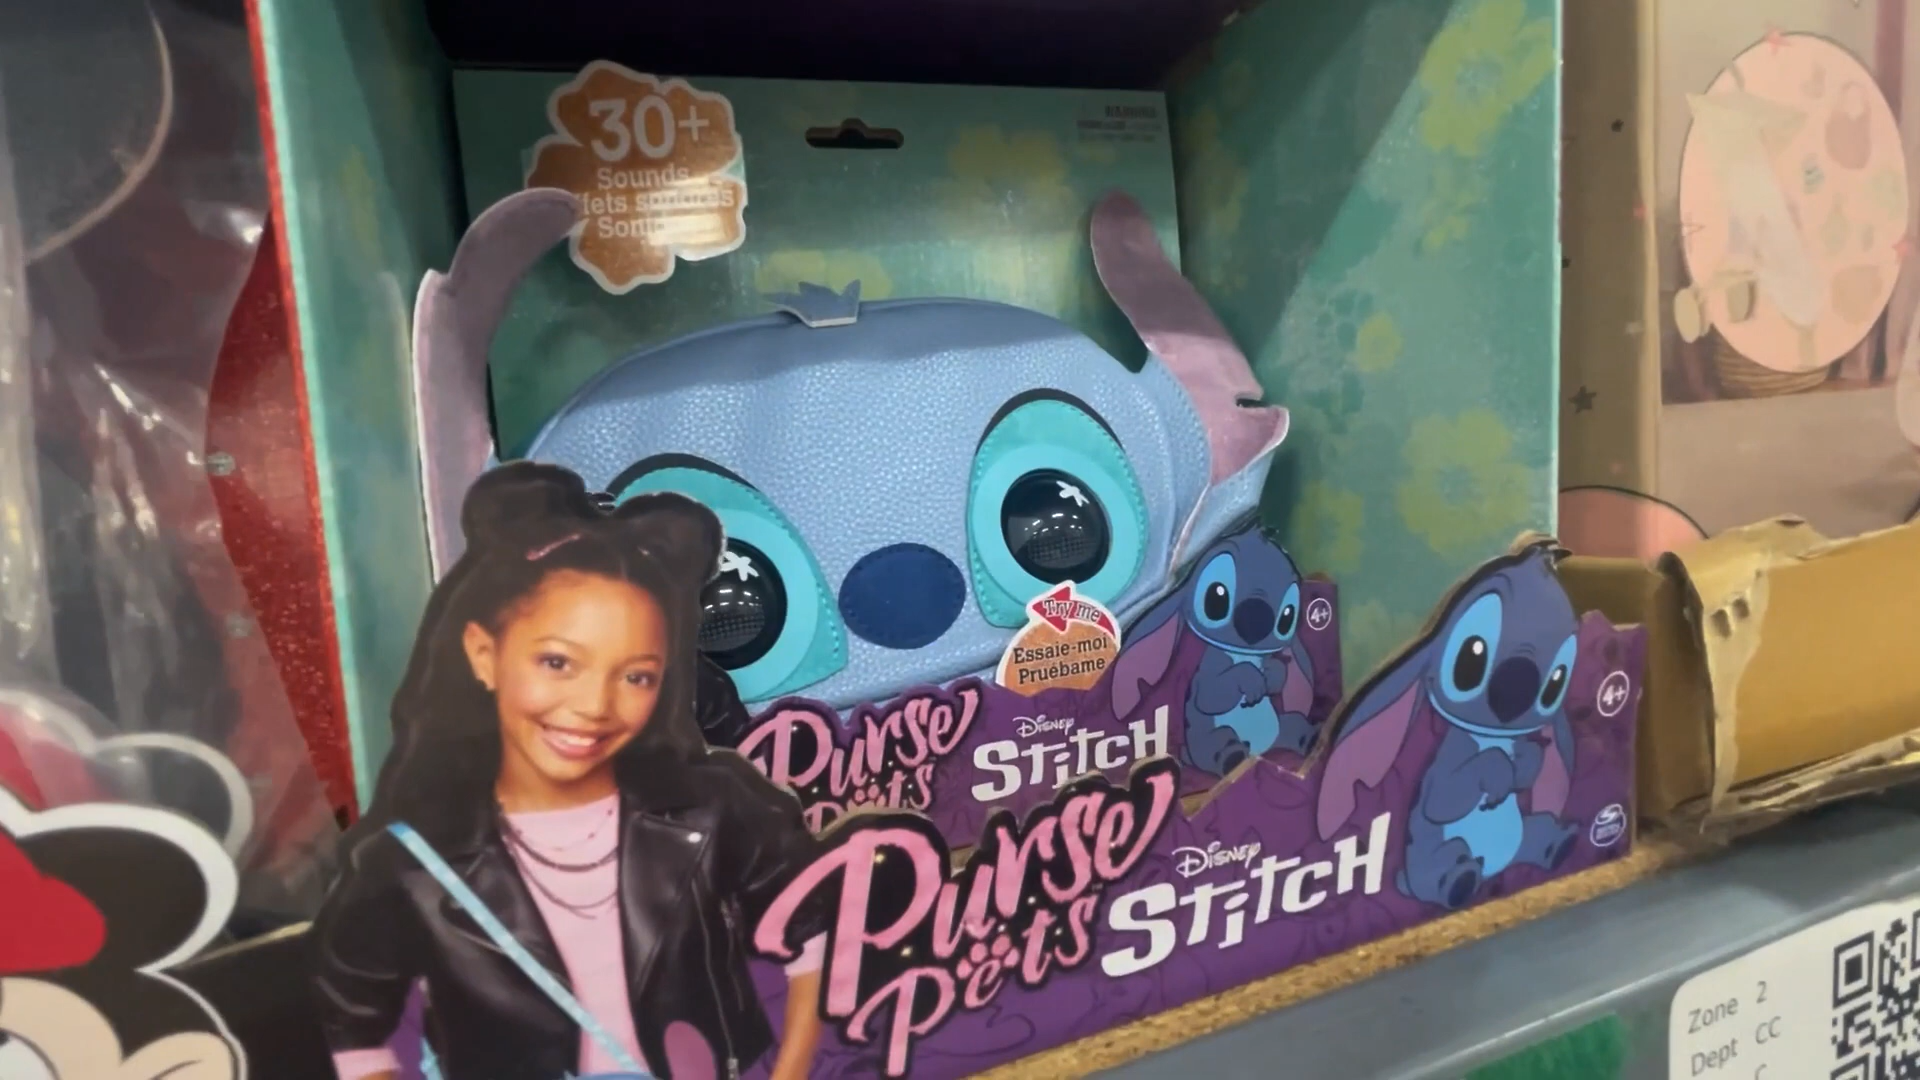 30+
Sounds
Try me
Essaie-moi
Pruébame
Purse
Pets
Disney
Stitch
4+
Purse
Pets
Disney
Stitch
4+
Zone 2
Dept CC
C